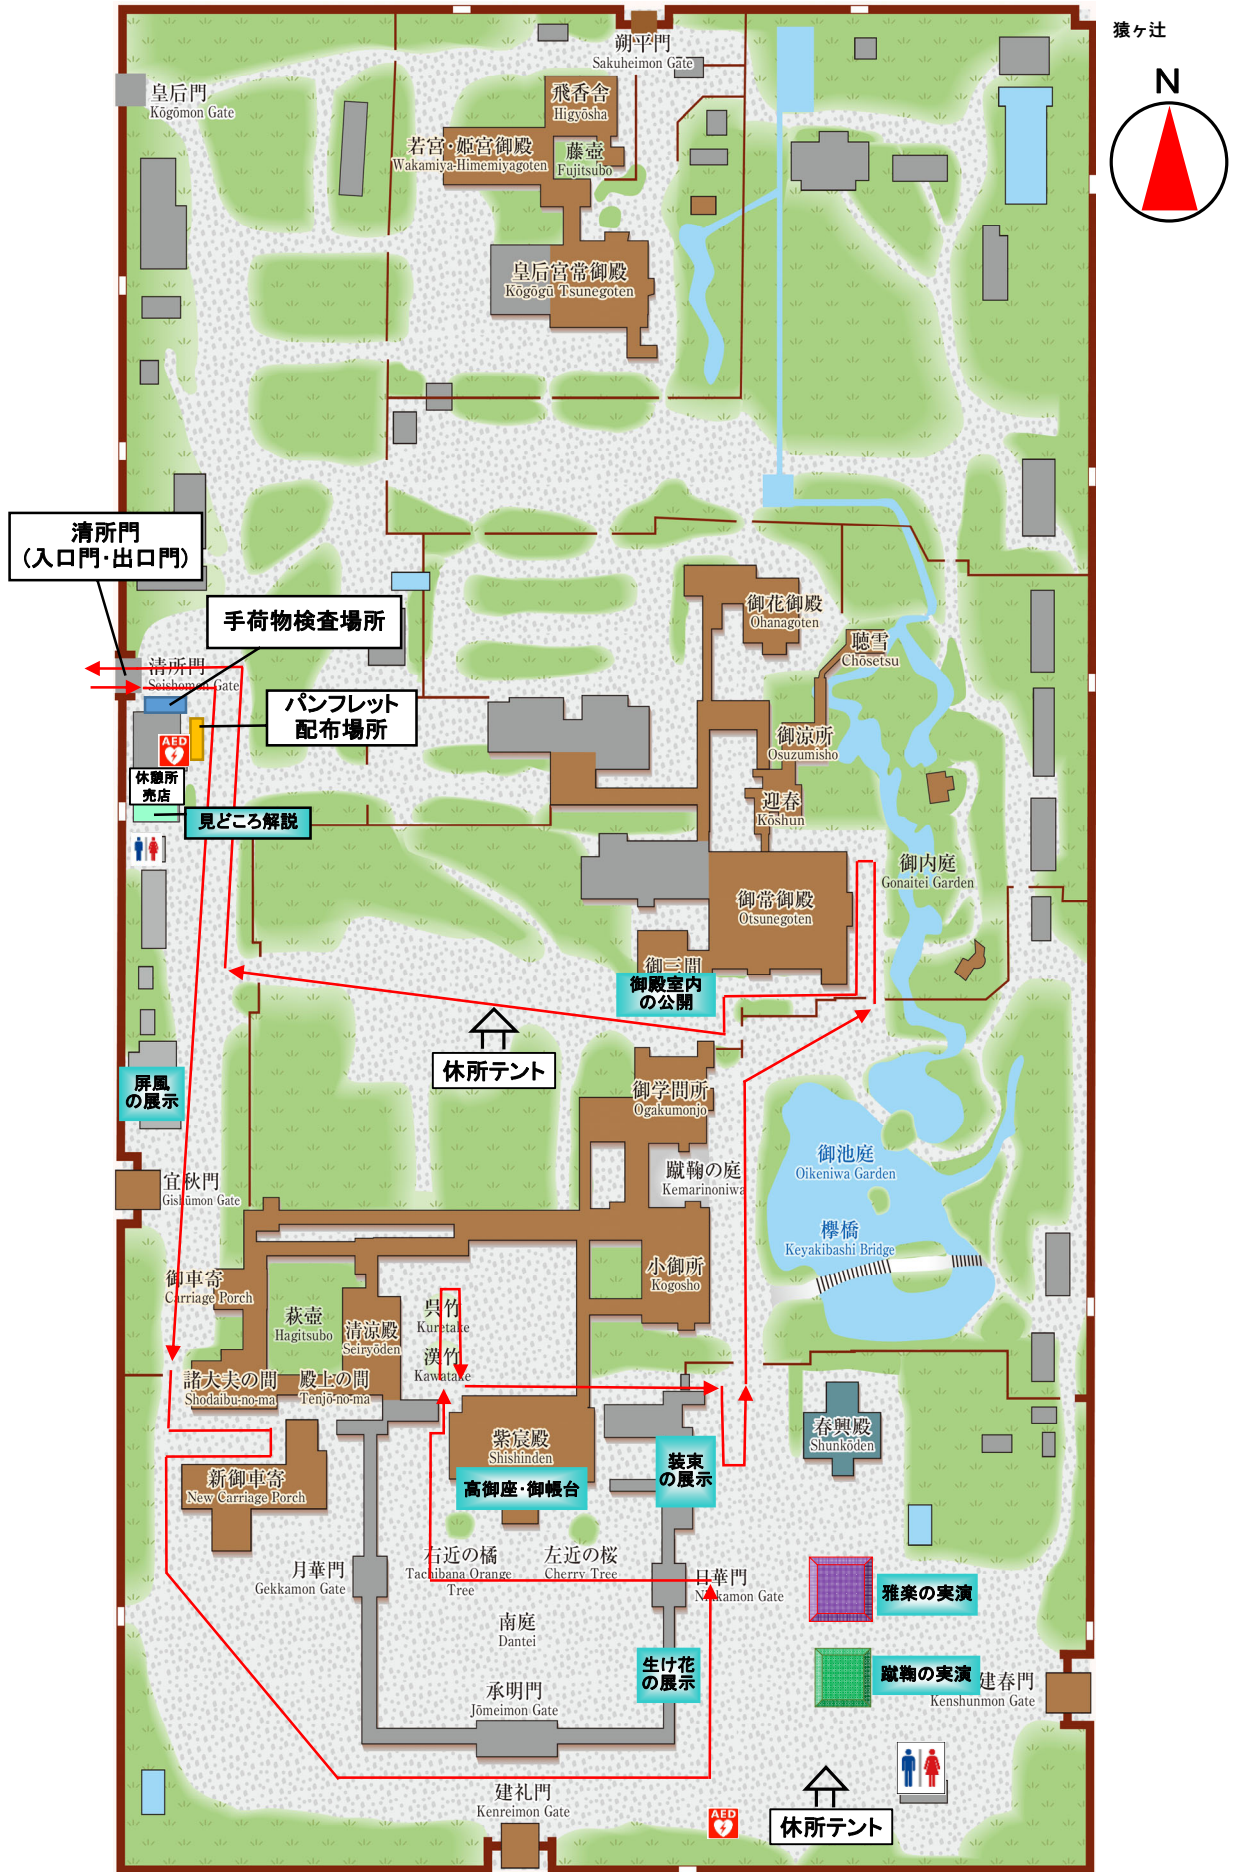 猿ヶ辻
N
朔平門
Sakuheimon Gate
皇后門
Kōgōmon Gate
飛香舎
Higyōsha
若宮・姫宮御殿
Wakamiya-Himemiyagoten
藤壺
Fujitsubo
皇后宮常御殿
Kōgōgū Tsunegoten
清所門
(入口門・出口門)
手荷物検査場所
清所門
Seishomon Gate
パンフレット
配布場所
AED
休憩所
売店
見どころ解説
御花御殿
Ohanagoten
聴雪
Chōsetsu
御涼所
Osuzumisho
迎春
Kōshun
御常御殿
Otsunegoten
御内庭
Gonaitei Garden
御三間
御殿室内
の公開
休所テント
屏風
の展示
御学問所
Ogakumonjo
蹴鞠の庭
Kemarinoniwa
御池庭
Oikeniwa Garden
欅橋
Keyakibashi Bridge
宜秋門
Gishūmon Gate
小御所
Kogosho
御車寄
Carriage Porch
萩壺
Hagitsubo
清涼殿
Seiryōden
呉竹
Kuretake
漢竹
Kawatake
諸大夫の間
Shodaibu-no-ma
殿上の間
Tenjō-no-ma
紫宸殿
Shishinden
高御座・御帳台
装束
の展示
春興殿
Shunkōden
新御車寄
New Carriage Porch
右近の橘
Tachibana Orange
Tree
左近の桜
Cherry Tree
月華門
Gekkamon Gate
日華門
Nikkamon Gate
雅楽の実演
南庭
Dantei
生け花
の展示
蹴鞠の実演
建春門
Kenshunmon Gate
承明門
Jōmeimon Gate
建礼門
Kenreimon Gate
AED
休所テント